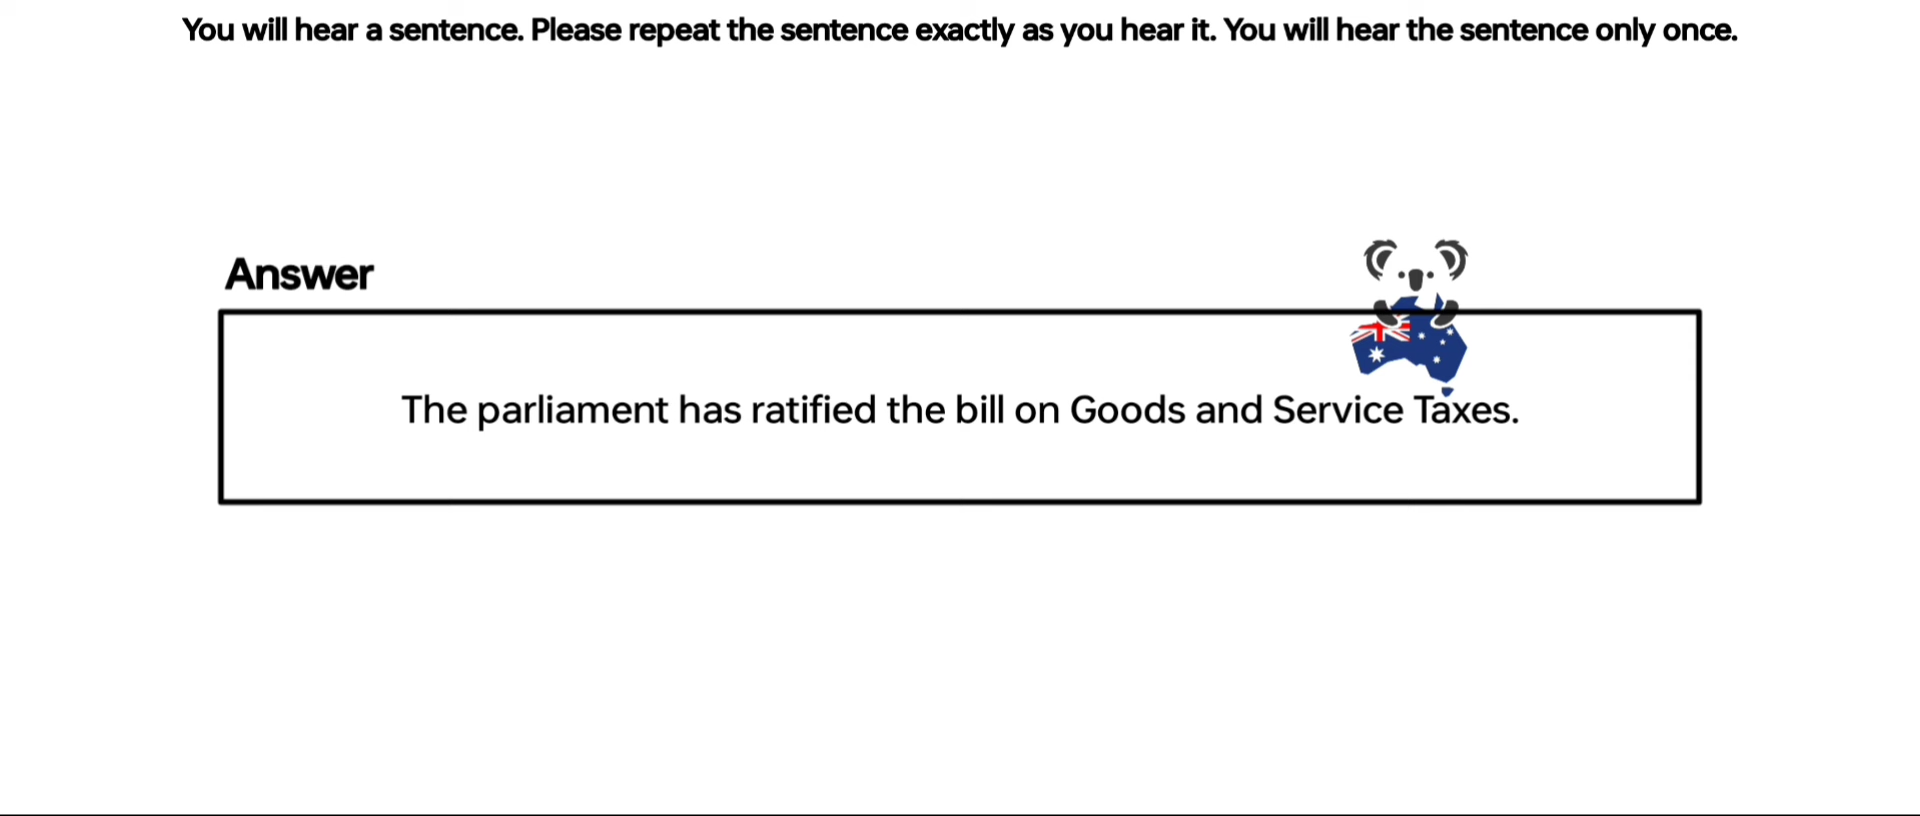 You will hear a sentence. Please repeat the sentence exactly as you hear it. You will hear the sentence only once.
Answer
The parliament has ratified the bill on Goods and Service Taxes.